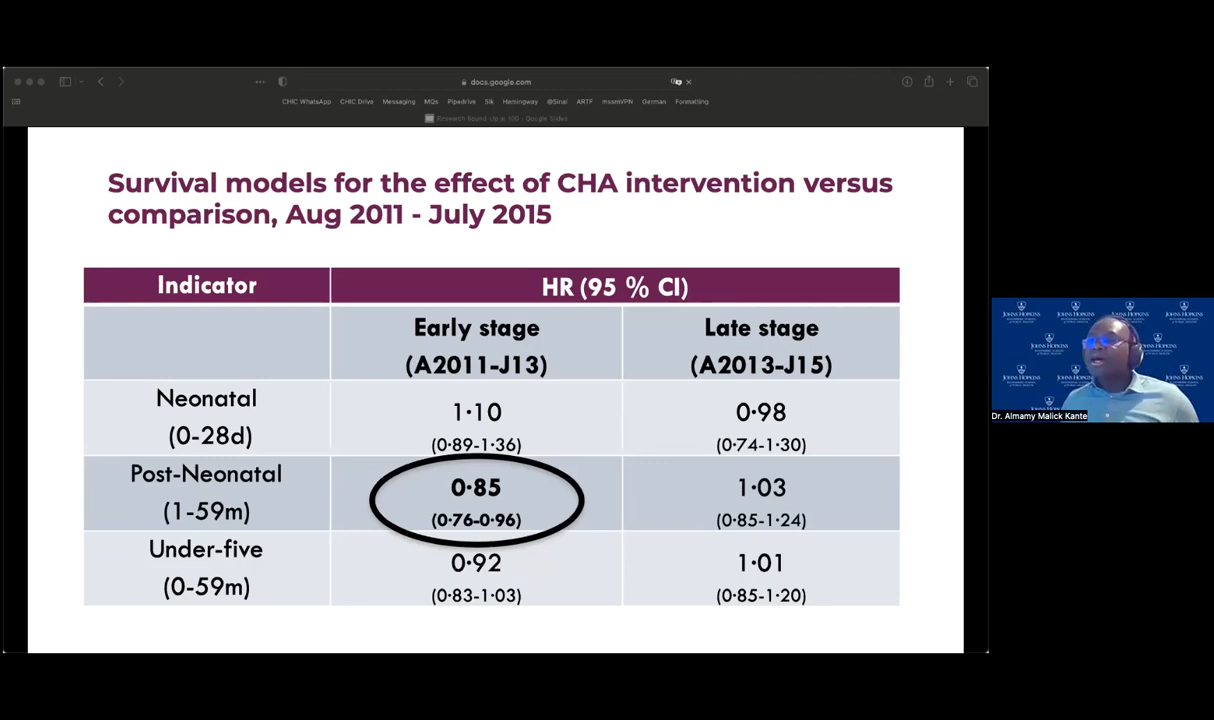 docs.google.com
CHIC WhatsApp CHIC Drive Messaging MQs Pipedrive Slk Hemingway @Sinai ARTF mssmVPN German Formatting
Research Round Up at 100 - Google Slides
Survival models for the effect of CHA intervention versus
comparison, Aug 2011 - July 2015
Indicator HR (95 % CI)
Early stage Late stage
(A2011-J13) (A2013-J15)
Neonatal
(0-28d)
1·10 0·98
(0·89-1·36) (0·74-1·30)
Post-Neonatal
(1-59m)
0·85 1·03
(0·76-0·96) (0·85-1·24)
Under-five
(0-59m)
0·92 1·01
(0·83-1·03) (0·85-1·20)
JOHNS HOPKINS
Dr. Almamy Malick Kante